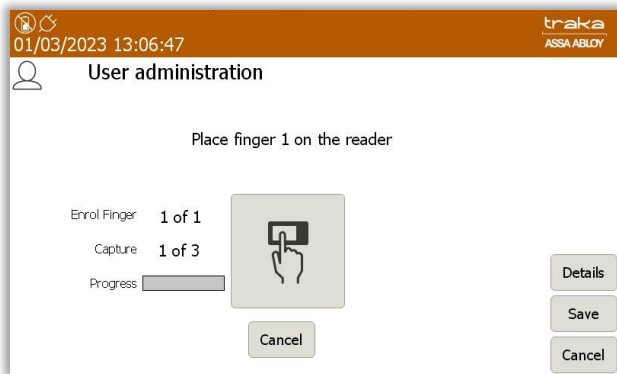 traka
01/03/2023 13:06:47
ASSA ABLOY
User administration
Place finger 1 on the reader
Enrol Finger 1 of 1
Capture 1 of 3
Progress
Cancel
Details
Save
Cancel